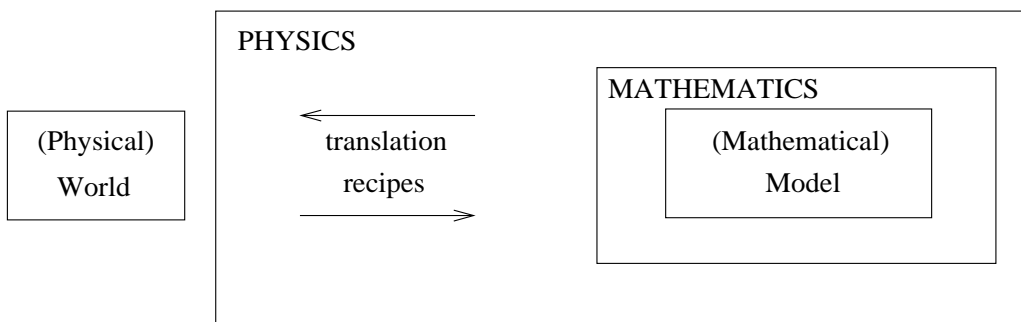 PHYSICS
MATHEMATICS
(Physical)
World
translation
recipes
(Mathematical)
Model